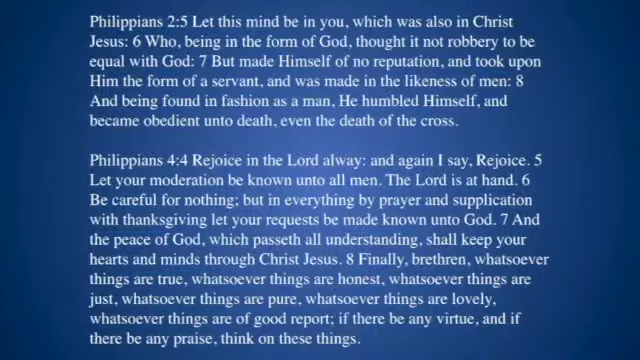 Philippians 2:5 Let this mind be in you, which was also in Christ
Jesus: 6 Who, being in the form of God, thought it not robbery to be
equal with God: 7 But made Himself of no reputation, and took upon
Him the form of a servant, and was made in the likeness of men: 8
And being found in fashion as a man, He humbled Himself, and
became obedient unto death, even the death of the cross.
Philippians 4:4 Rejoice in the Lord alway: and again I say, Rejoice. 5
Let your moderation be known unto all men. The Lord is at hand. 6
Be careful for nothing; but in everything by prayer and supplication
with thanksgiving let your requests be made known unto God. 7 And
the peace of God, which passeth all understanding, shall keep your
hearts and minds through Christ Jesus. 8 Finally, brethren, whatsoever
things are true, whatsoever things are honest, whatsoever things are
just, whatsoever things are pure, whatsoever things are lovely,
whatsoever things are of good report; if there be any virtue, and if
there be any praise, think on these things.